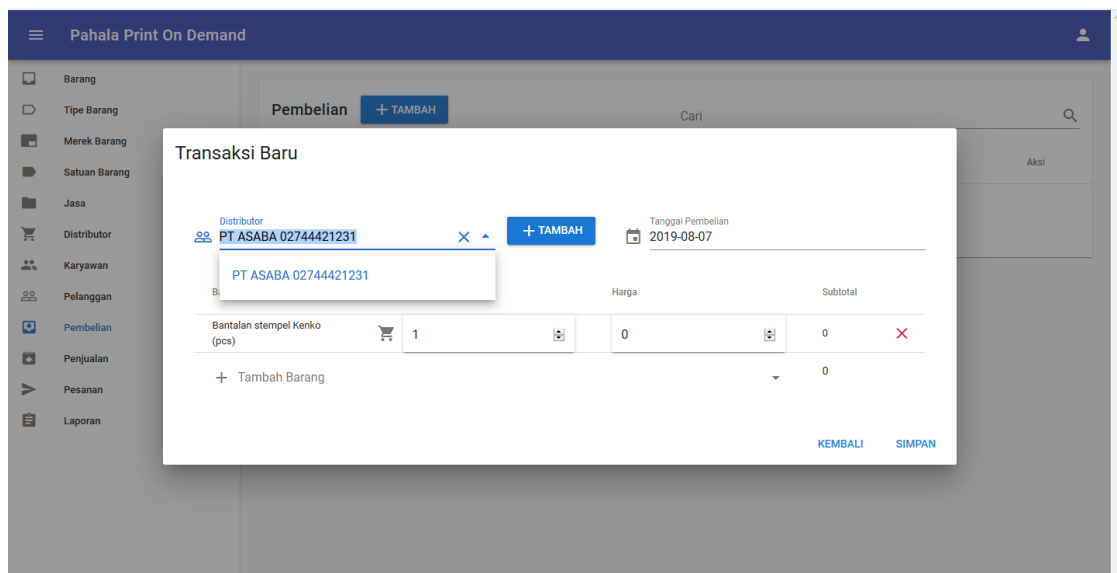 Pahala Print On Demand
Barang
Tipe Barang
Merek Barang
Satuan Barang
Jasa
Distributor
Karyawan
Pelanggan
Pembelian
Penjualan
Pesanan
Laporan
Pembelian
+ TAMBAH
Cari
Aksi
Transaksi Baru
Distributor
PT ASABA 02744421231
+ TAMBAH
Tanggal Pembelian
2019-08-07
PT ASABA 02744421231
Harga
Subtotal
Bantalan stempel Kenko
(pcs)
1
0
0
+ Tambah Barang
0
KEMBALI
SIMPAN